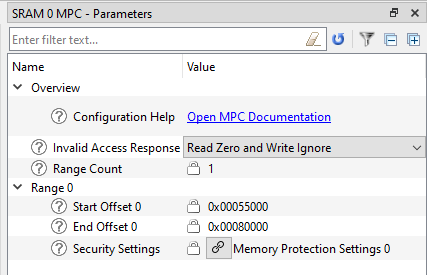 SRAM 0 MPC - Parameters
Enter filter text...
Name Value
Overview
? Configuration Help Open MPC Documentation
? Invalid Access Response Read Zero and Write Ignore
? Range Count 1
Range 0
? Start Offset 0 0x00055000
? End Offset 0 0x00080000
? Security Settings Memory Protection Settings 0